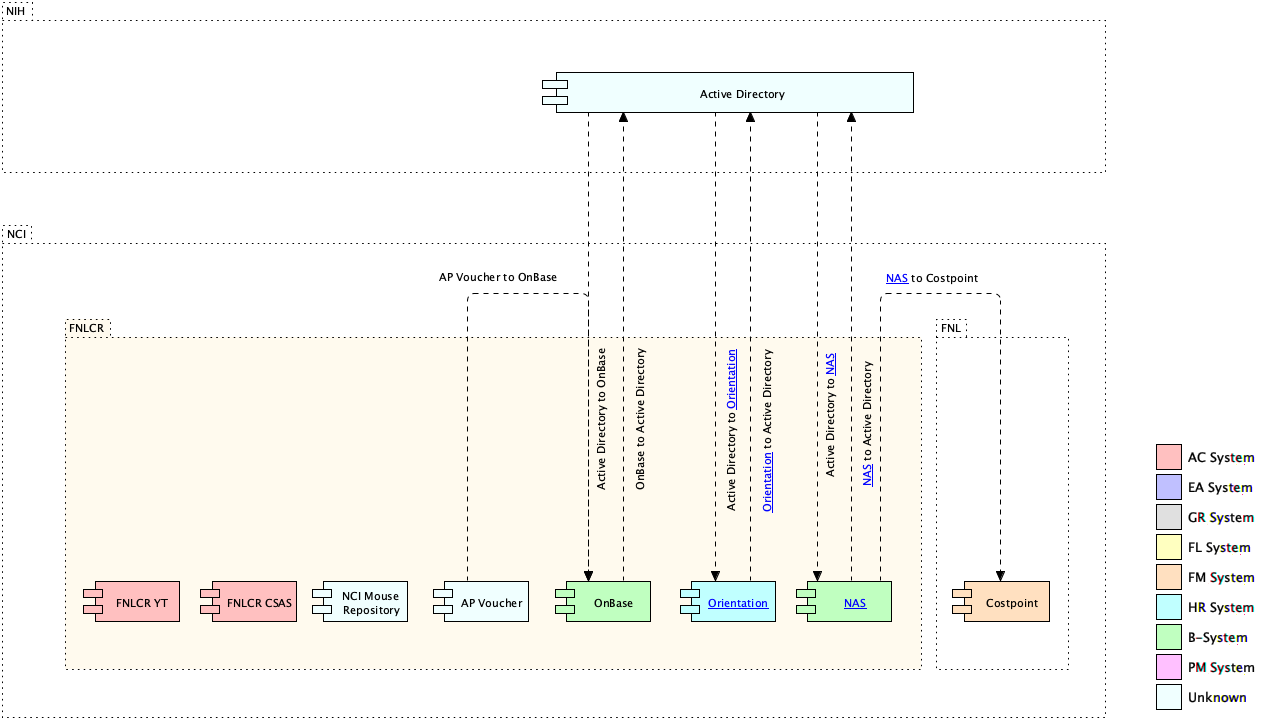 NIH
Active Directory
NCI
AP Voucher to OnBase
NAS to Costpoint
FNLCR
FNL
Active Directory to OnBase
OnBase to Active Directory
Active Directory to Orientation
Orientation to Active Directory
Active Directory to NAS
NAS to Active Directory
FNLCR YT
FNLCR CSAS
NCI Mouse
Repository
AP Voucher
OnBase
Orientation
NAS
Costpoint
AC System
EA System
GR System
FL System
FM System
HR System
B-System
PM System
Unknown